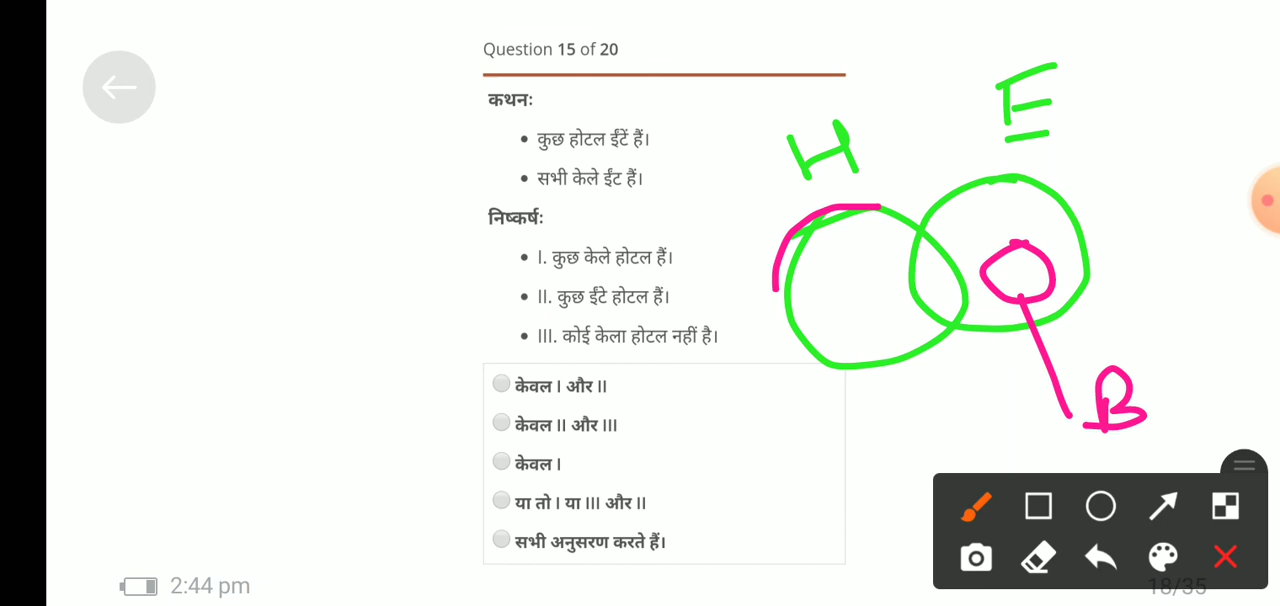 Question 15 of 20
कथन:
• कुछ होटल ईंटें हैं।
• सभी केले ईंट हैं।
निष्कर्ष:
• I. कुछ केले होटल हैं।
• II. कुछ ईंटे होटल हैं।
• III. कोई केला होटल नहीं है।
केवल I और II
केवल II और III
केवल I
या तो I या III और II
सभी अनुसरण करते हैं।
H
E
B
2:44 pm
18/35